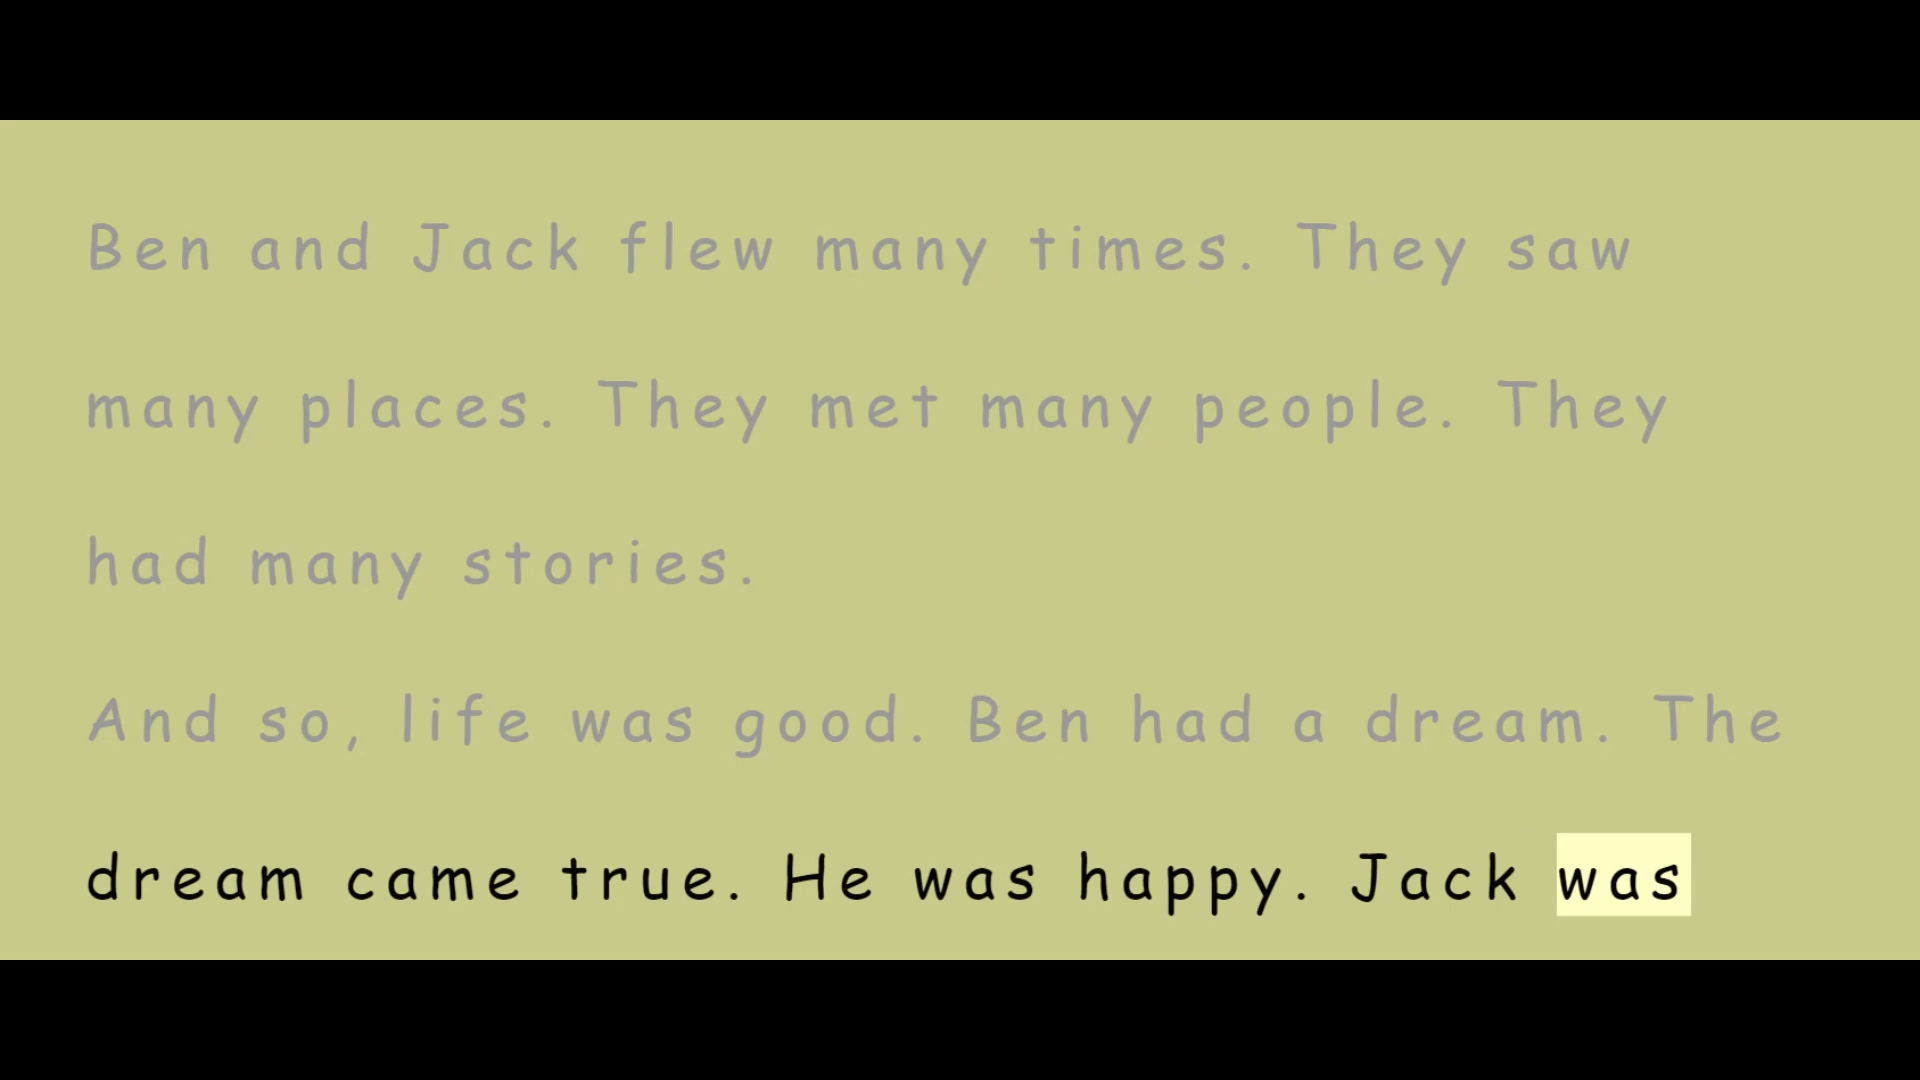 Ben and Jack flew many times. They saw
many places. They met many people. They
had many stories.
And so, life was good. Ben had a dream. The
dream came true. He was happy. Jack was